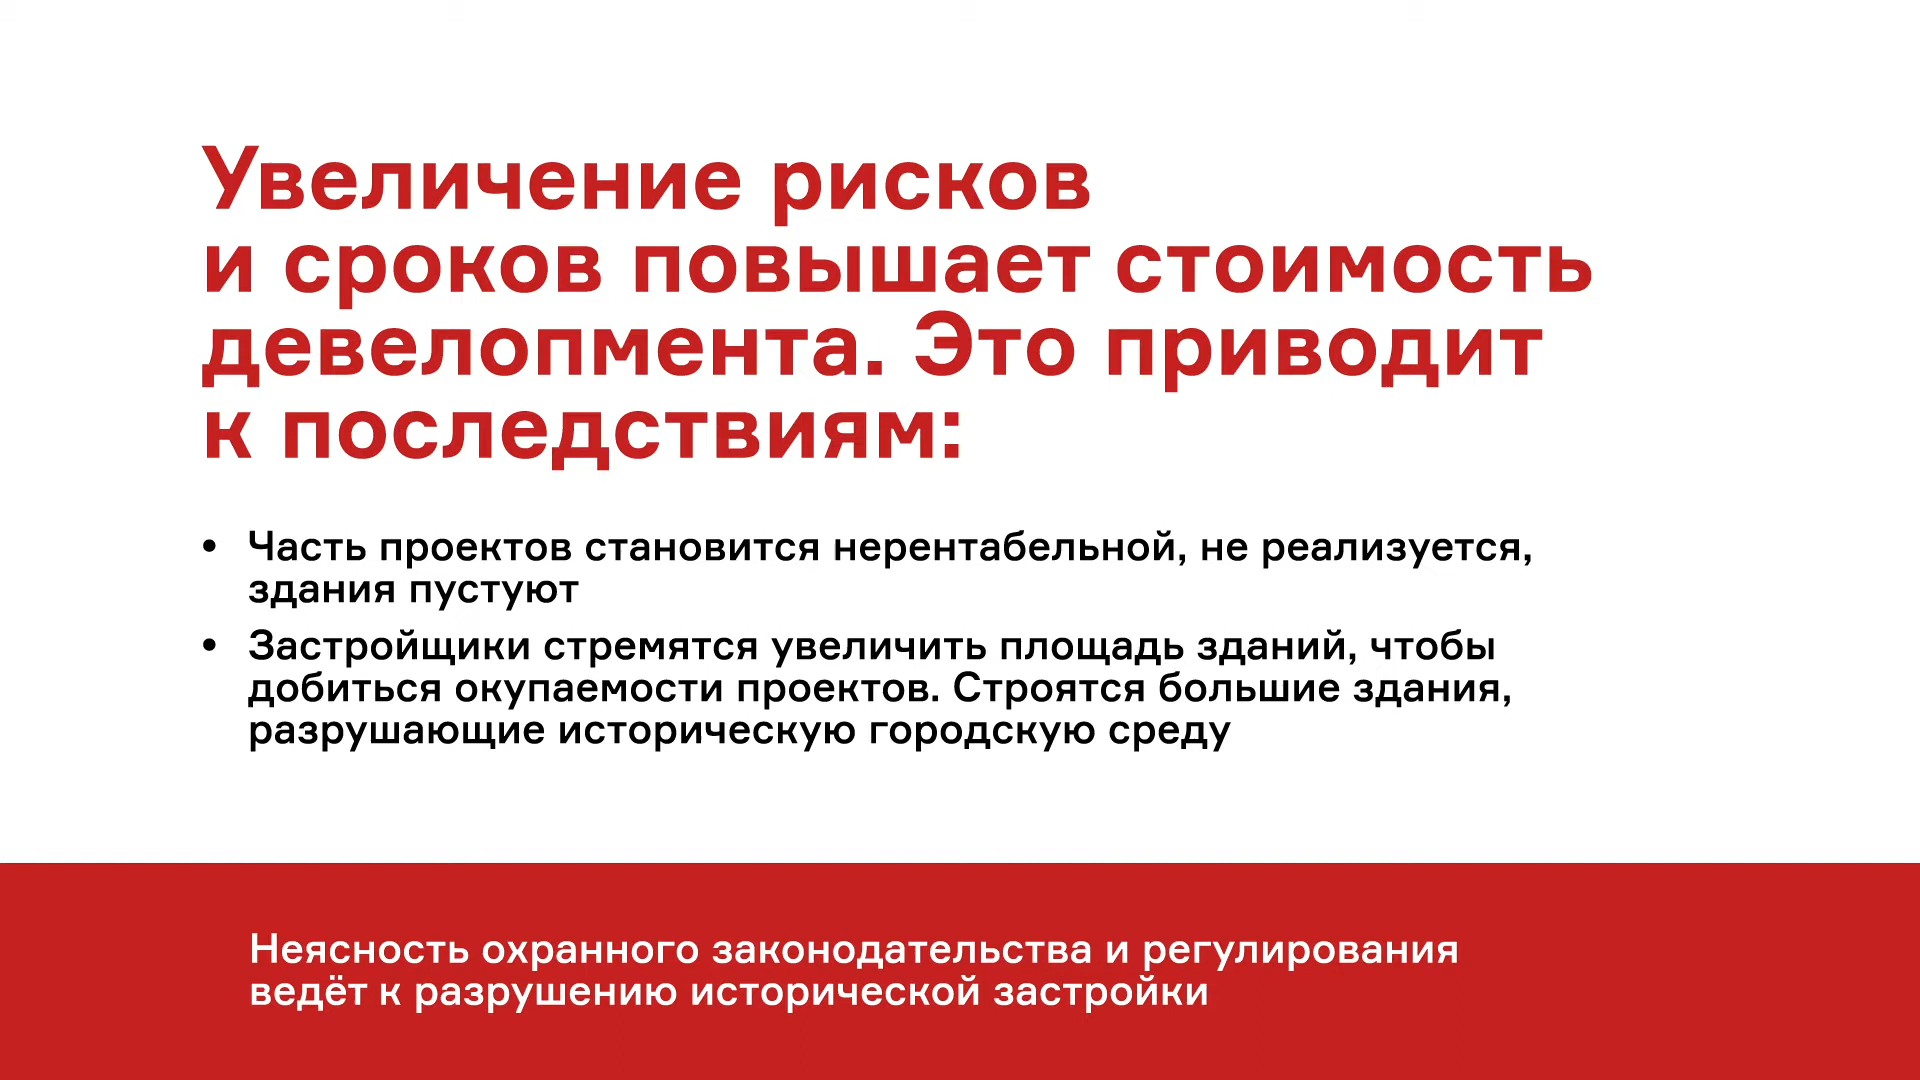 Увеличение рисков
и сроков повышает стоимость
девелопмента. Это приводит
к последствиям:
• Часть проектов становится нерентабельной, не реализуется,
здания пустуют
• Застройщики стремятся увеличить площадь зданий, чтобы
добиться окупаемости проектов. Строятся большие здания,
разрушающие историческую городскую среду
Неясность охранного законодательства и регулирования
ведёт к разрушению исторической застройки